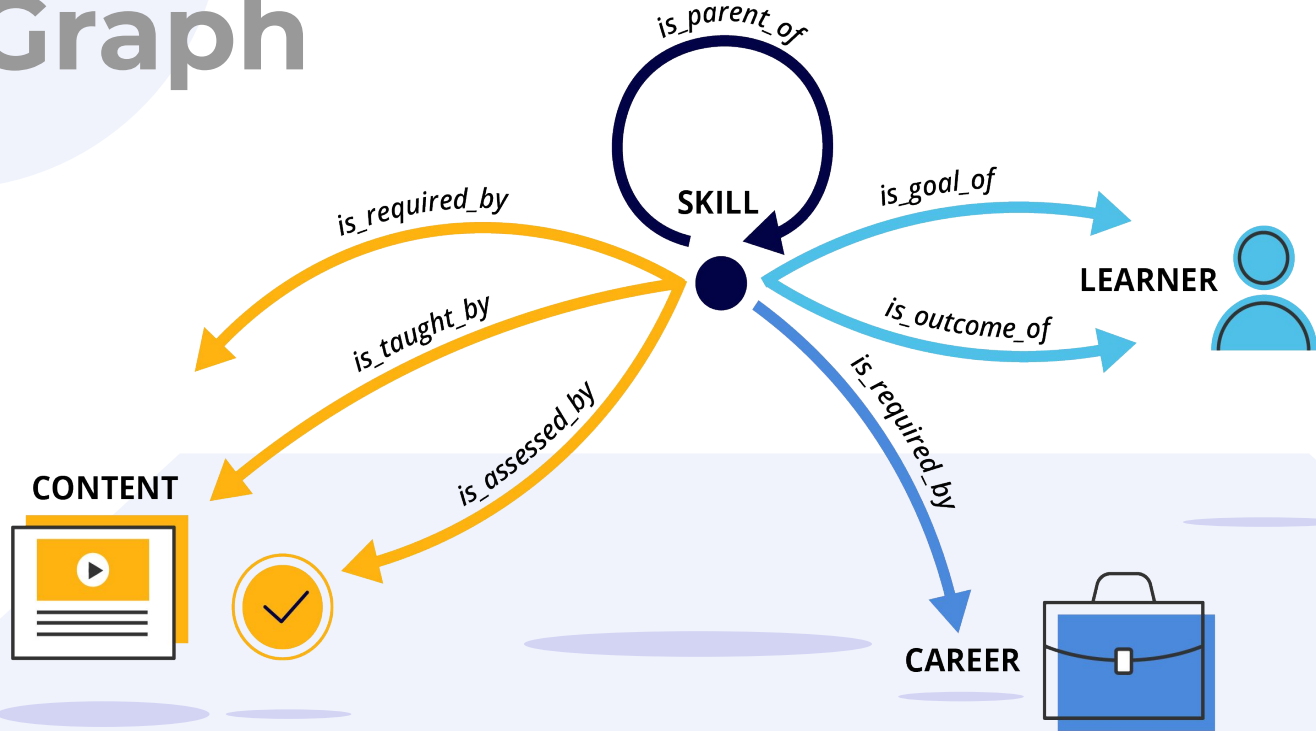 Graph
is_parent_of
SKILL
is_required_by
is_goal_of
LEARNER
is_taught_by
is_outcome_of
is_assessed_by
is_required_by
CONTENT
CAREER